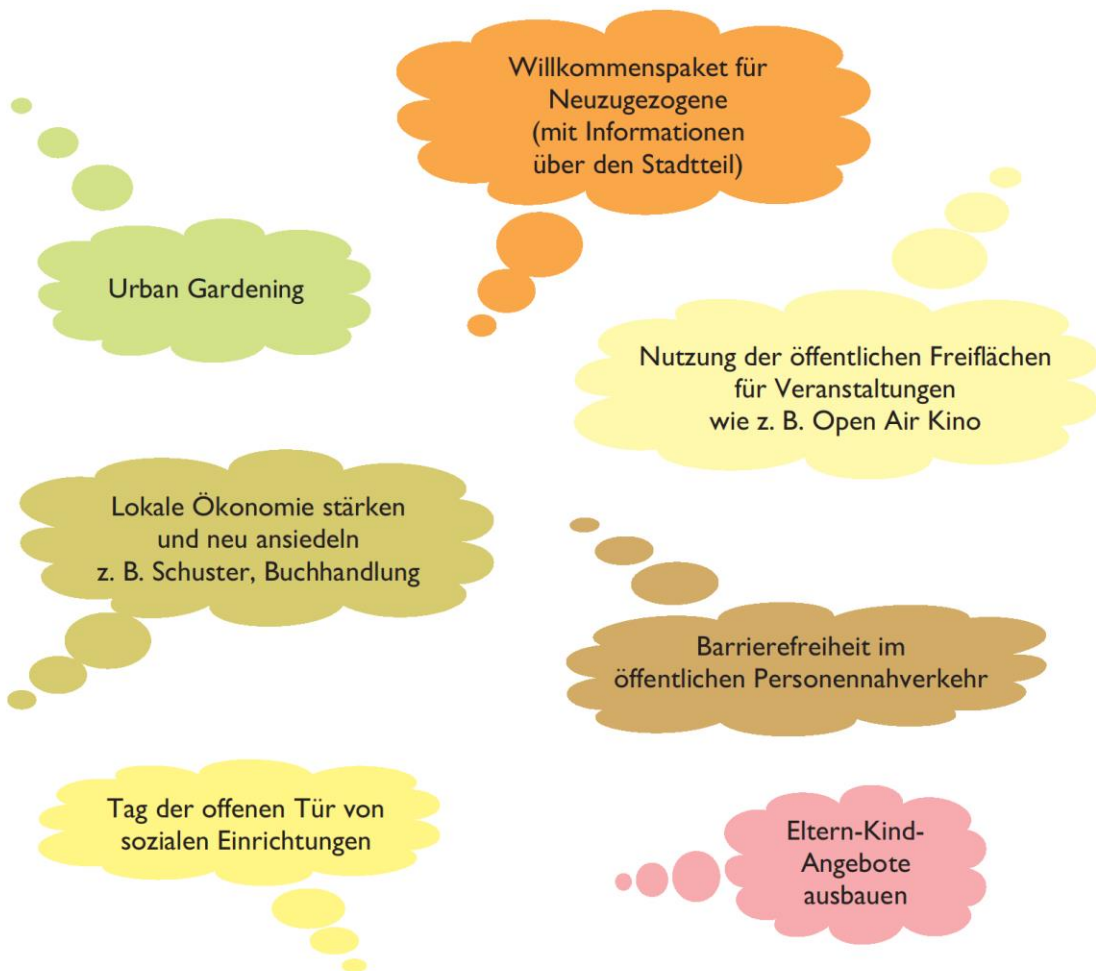 Willkommenspaket für
Neuzugezogene
(mit Informationen
über den Stadtteil)
Urban Gardening
Nutzung der öffentlichen Freiflächen
für Veranstaltungen
wie z. B. Open Air Kino
Lokale Ökonomie stärken
und neu ansiedeln
z. B. Schuster, Buchhandlung
Barrierefreiheit im
öffentlichen Personennahverkehr
Tag der offenen Tür von
sozialen Einrichtungen
Eltern-Kind-
Angebote
ausbauen